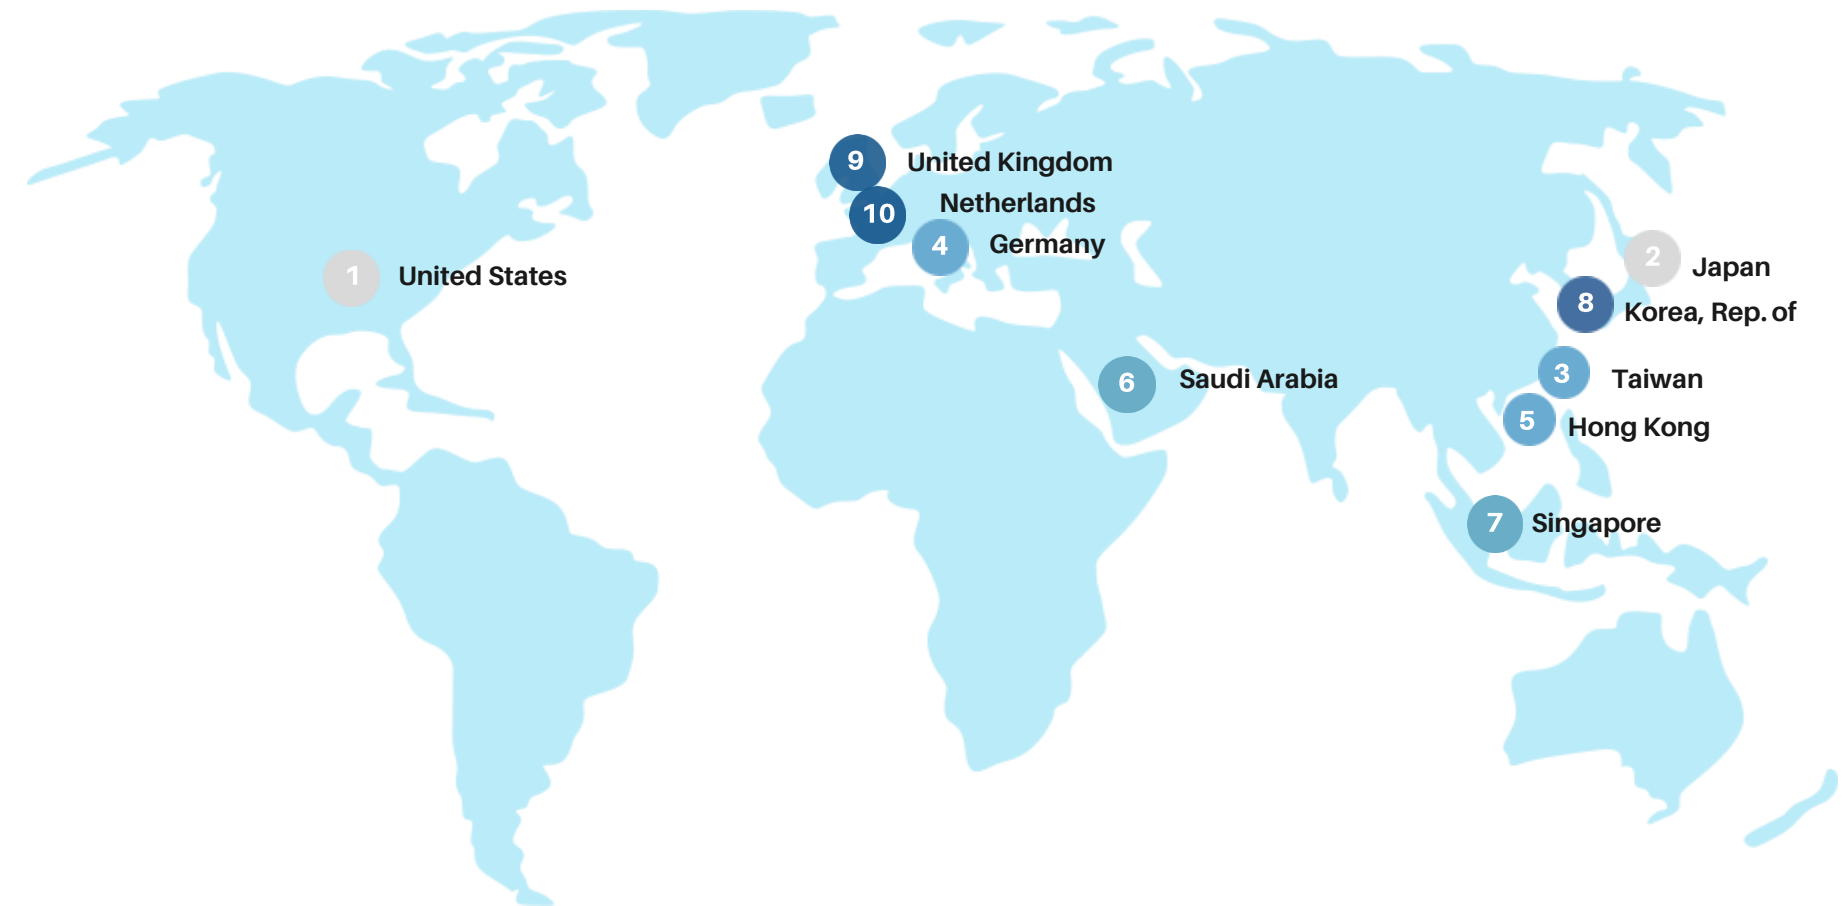 9 United Kingdom
10 Netherlands
4 Germany
1 United States
2 Japan
8 Korea, Rep. of
3 Taiwan
6 Saudi Arabia
5 Hong Kong
7 Singapore